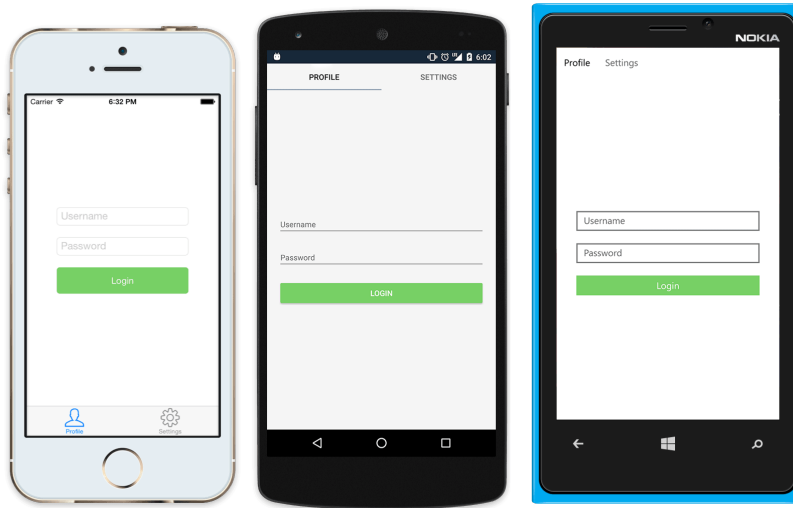 Carrier
6:32 PM
Username
Password
Login
Profile
Settings
6:02
PROFILE
SETTINGS
Username
Password
LOGIN
NOKIA
Profile
Settings
Username
Password
Login